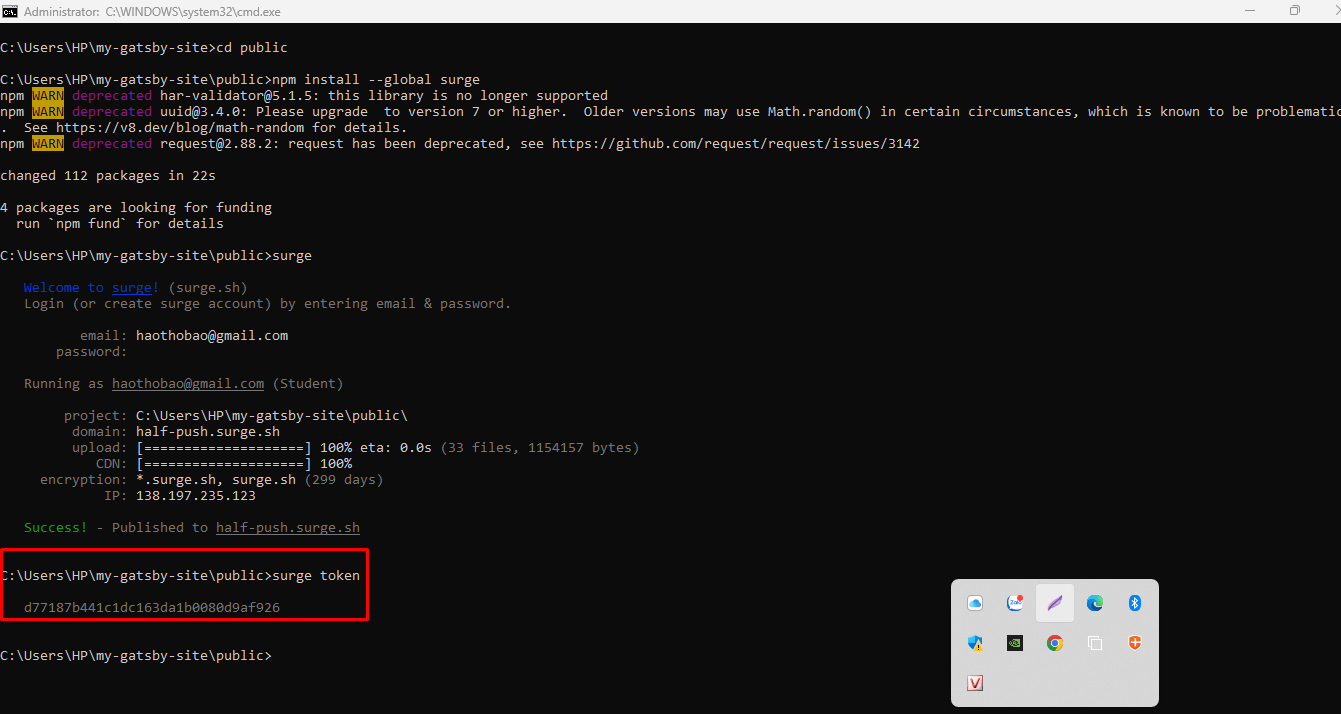 Administrator: C:\WINDOWS\system32\cmd.exe
C:\Users\HP\my-gatsby-site>cd public
C:\Users\HP\my-gatsby-site\public>npm install --global surge
npm WARN deprecated har-validator@5.1.5: this library is no longer supported
npm WARN deprecated uuid@3.4.0: Please upgrade  to version 7 or higher.  Older versions may use Math.random() in certain circumstances, which is known to be problematic
.  See https://v8.dev/blog/math-random for details.
npm WARN deprecated request@2.88.2: request has been deprecated, see https://github.com/request/request/issues/3142
changed 112 packages in 22s
4 packages are looking for funding
run `npm fund` for details
C:\Users\HP\my-gatsby-site\public>surge
Welcome to surge! (surge.sh)
Login (or create surge account) by entering email & password.
email: haothobao@gmail.com
password:
Running as haothobao@gmail.com (Student)
project: C:\Users\HP\my-gatsby-site\public\
domain: half-push.surge.sh
upload: [====================] 100% eta: 0.0s (33 files, 1154157 bytes)
CDN: [====================] 100%
encryption: *.surge.sh, surge.sh (299 days)
IP: 138.197.235.123
Success! - Published to half-push.surge.sh
C:\Users\HP\my-gatsby-site\public>surge token
d77187b441c1dc163da1b0080d9af926
Zalo
C:\Users\HP\my-gatsby-site\public>
V